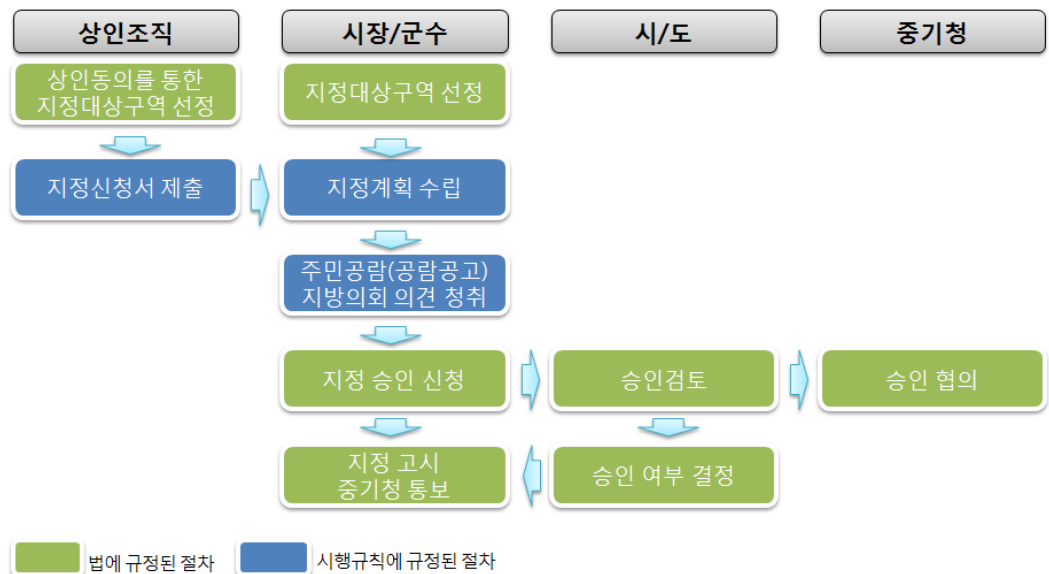 상인조직
시장/군수
시/도
중기청
상인동의를 통한
지정대상구역 선정
지정대상구역 선정
지정신청서 제출
지정계획 수립
주민공람(공람공고)
지방의회 의견 청취
지정 승인 신청
승인검토
승인 협의
지정 고시
중기청 통보
승인 여부 결정
법에 규정된 절차
시행규칙에 규정된 절차